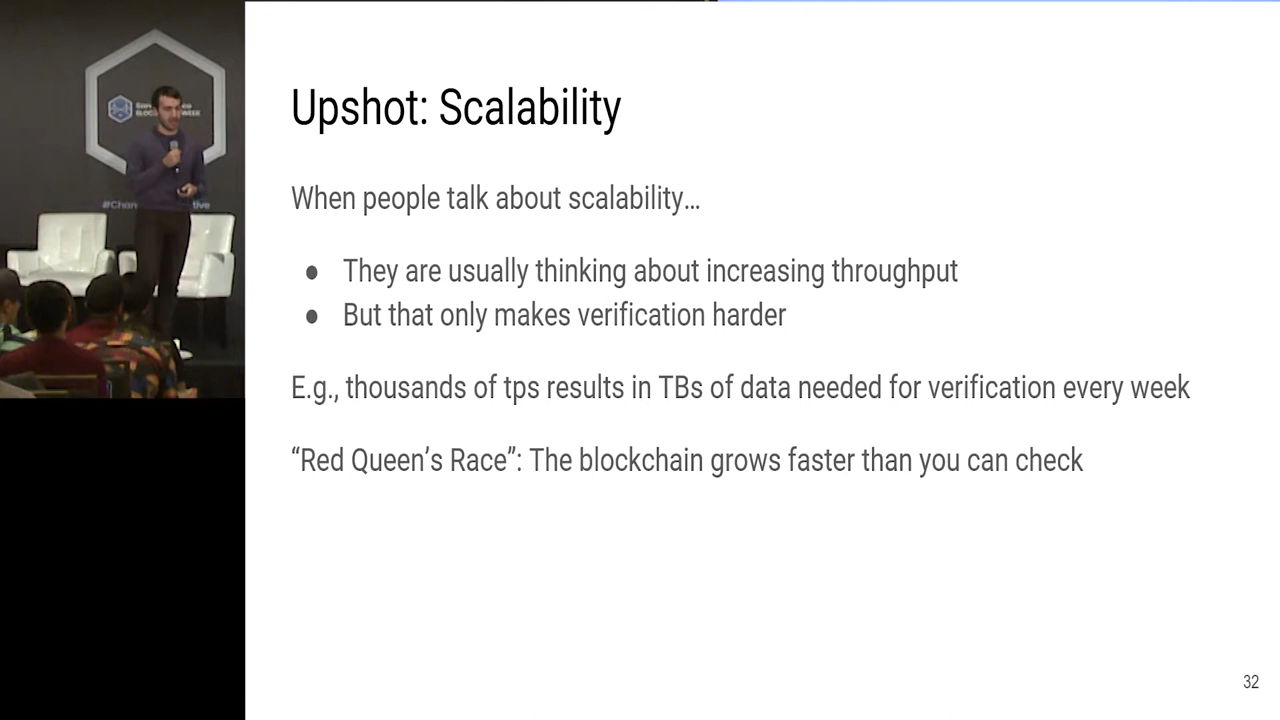 Upshot: Scalability
When people talk about scalability…
● They are usually thinking about increasing throughput
● But that only makes verification harder
E.g., thousands of tps results in TBs of data needed for verification every week
“Red Queen’s Race”: The blockchain grows faster than you can check
32
WEEK